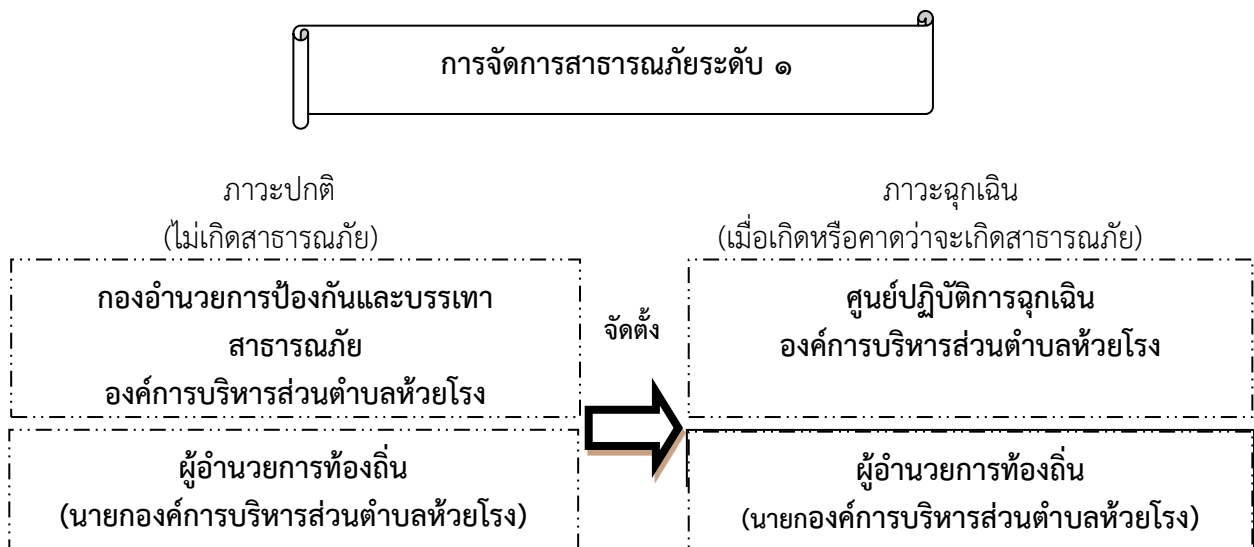 การจัดการสาธารณภัยระดับ ๑
ภาวะปกติ
(ไม่เกิดสาธารณภัย)
ภาวะฉุกเฉิน
(เมื่อเกิดหรือคาดว่าจะเกิดสาธารณภัย)
กองอำนวยการป้องกันและบรรเทา
สาธารณภัย
องค์การบริหารส่วนตำบลห้วยโรง
จัดตั้ง
ศูนย์ปฏิบัติการฉุกเฉิน
องค์การบริหารส่วนตำบลห้วยโรง
ผู้อำนวยการท้องถิ่น
(นายกองค์การบริหารส่วนตำบลห้วยโรง)
ผู้อำนวยการท้องถิ่น
(นายกองค์การบริหารส่วนตำบลห้วยโรง)